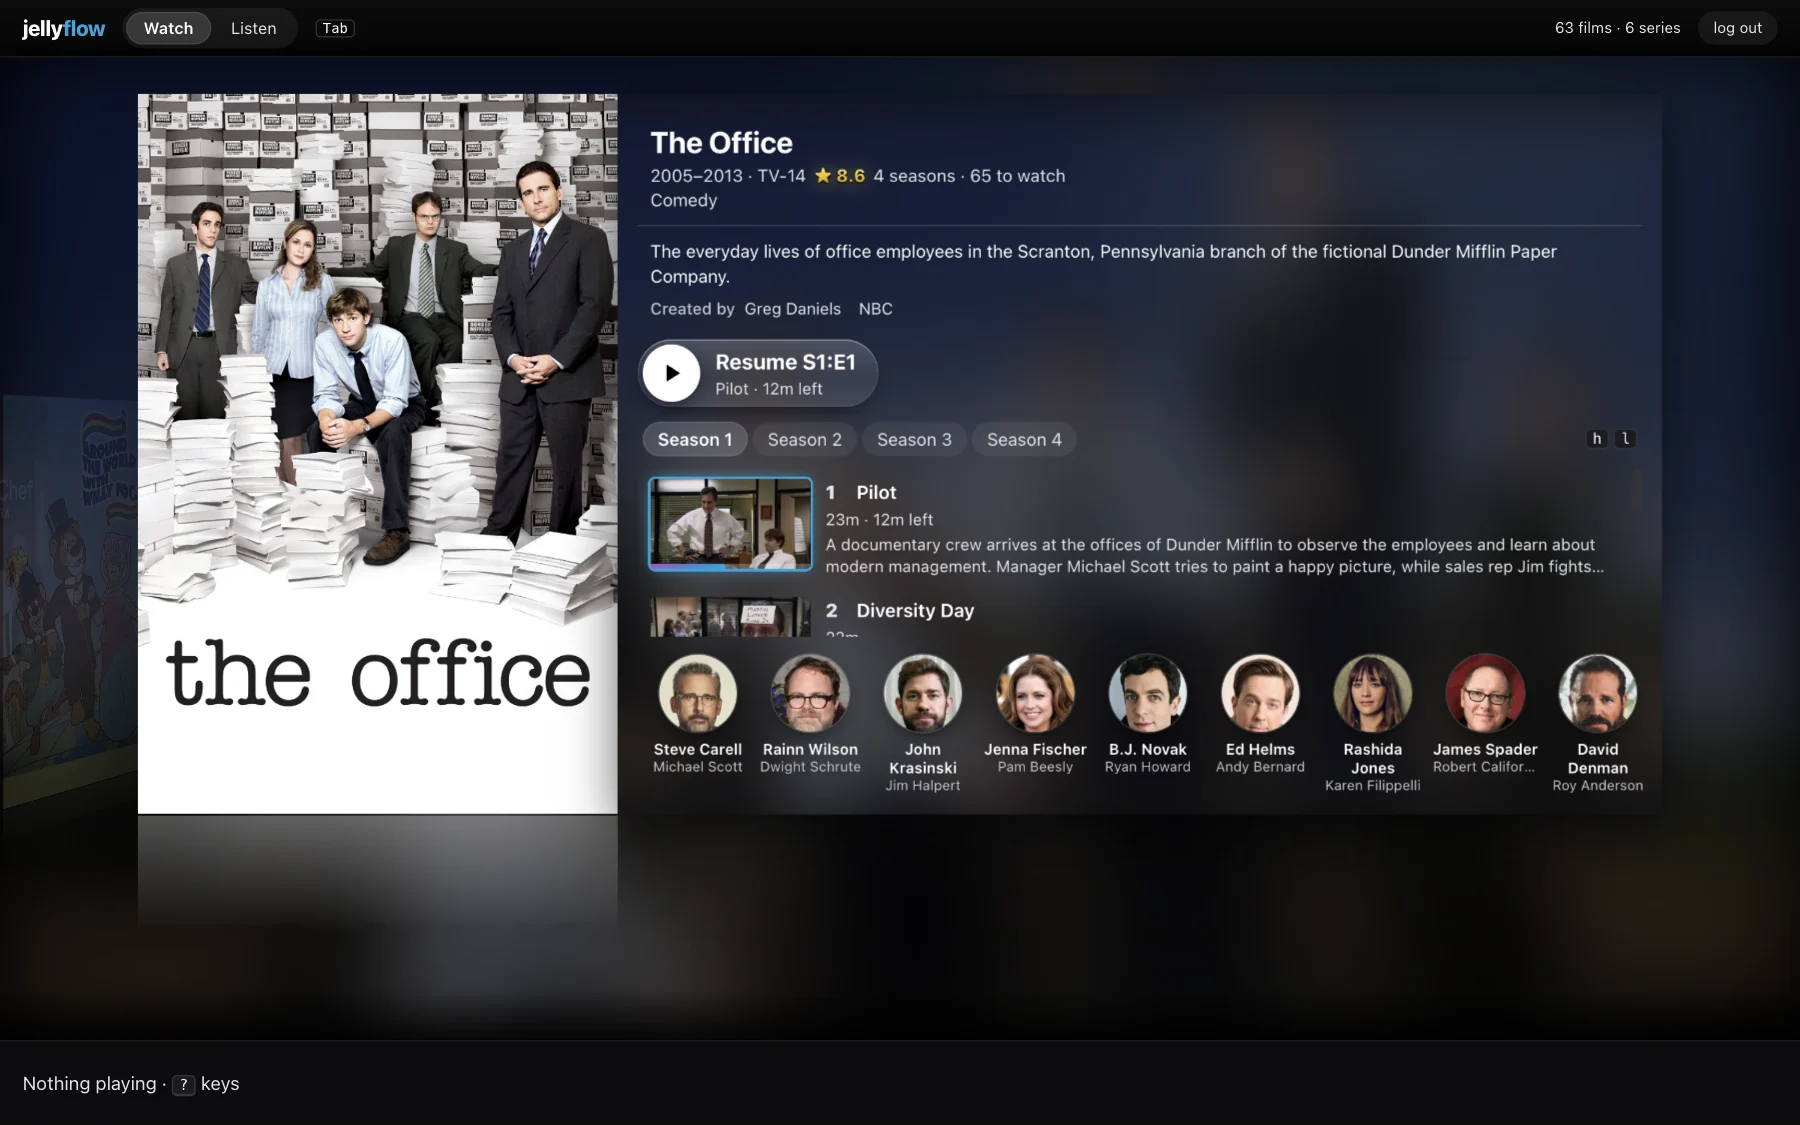 jellyflow
Watch
Listen
Tab
63 films · 6 series
log out
the office
The Office
2005–2013 · TV-14 ★ 8.6 4 seasons · 65 to watch
Comedy
The everyday lives of office employees in the Scranton, Pennsylvania branch of the fictional Dunder Mifflin Paper
Company.
Created by Greg Daniels NBC
Resume S1:E1
Pilot · 12m left
Season 1
Season 2
Season 3
Season 4
h
l
1 Pilot
23m · 12m left
A documentary crew arrives at the offices of Dunder Mifflin to observe the employees and learn about
modern management. Manager Michael Scott tries to paint a happy picture, while sales rep Jim fights...
2 Diversity Day
Steve Carell
Michael Scott
Rainn Wilson
Dwight Schrute
John
Krasinski
Jim Halpert
Jenna Fischer
Pam Beesly
B.J. Novak
Ryan Howard
Ed Helms
Andy Bernard
Rashida
Jones
Karen Filippelli
James Spader
Robert Califor...
David
Denman
Roy Anderson
Nothing playing · ? keys